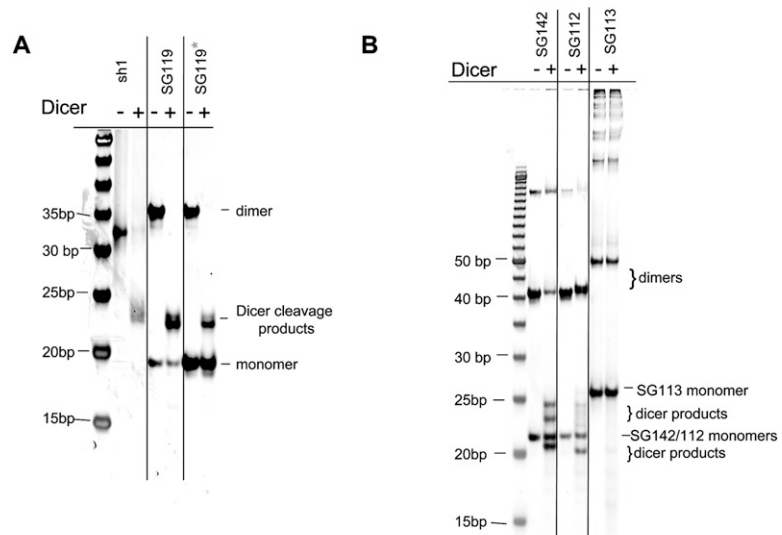 A
sh1
SG119
SG119*
Dicer
- + - + - +
35bp
30 bp
25bp
20bp
15bp
dimer
Dicer cleavage
products
monomer
B
SG142
SG112
SG113
Dicer
- + - + - +
50 bp
40 bp
30 bp
25bp
20bp
15bp
}dimers
SG113 monomer
}dicer products
SG142/112 monomers
}dicer products